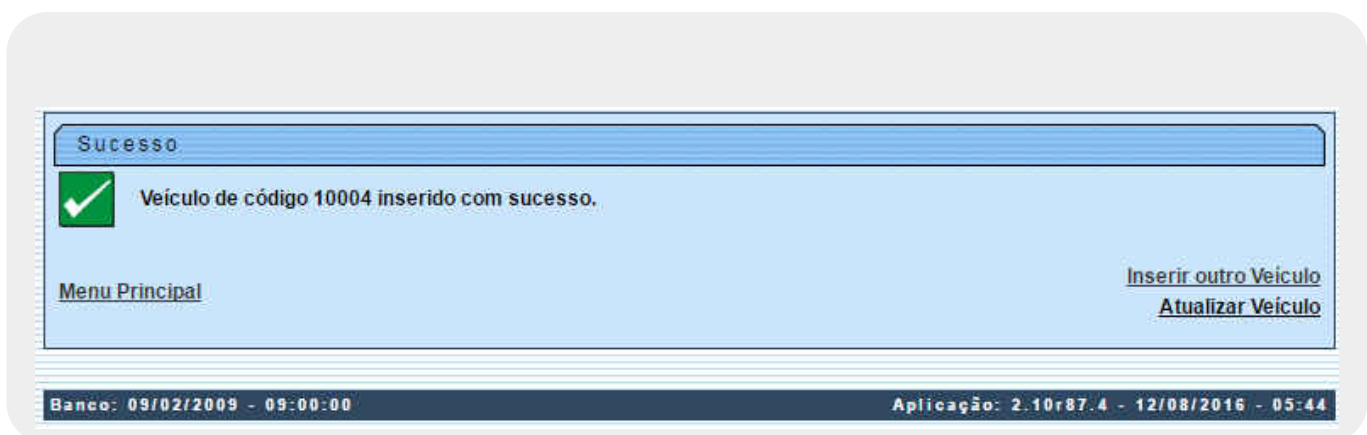 Sucesso
Veículo de código 10004 inserido com sucesso.
Inserir outro Veículo
Menu Principal
Atualizar Veículo
Banco: 09/02/2009 - 09:00:00
Aplicação: 2.10r87.4 - 12/08/2016 - 05:44